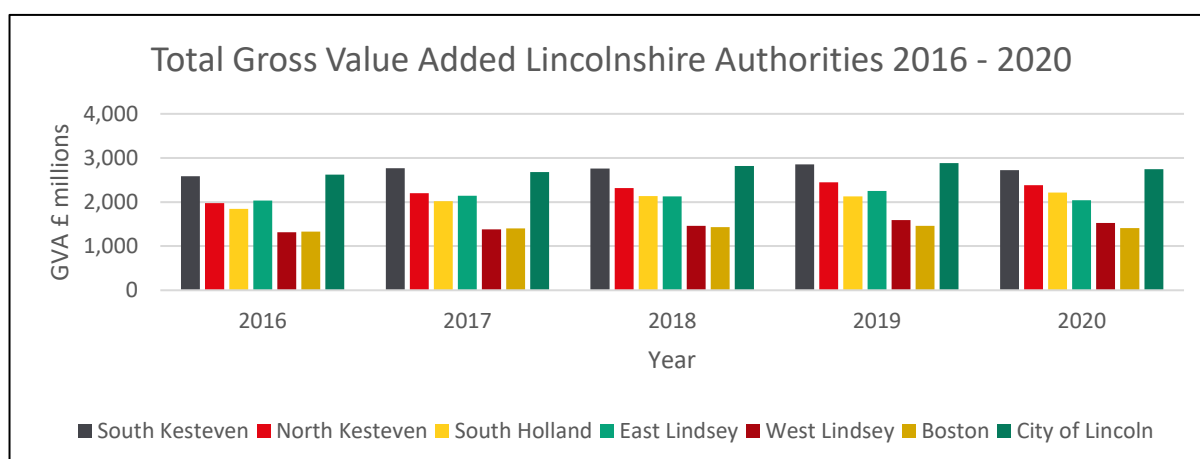 Total Gross Value Added Lincolnshire Authorities 2016 - 2020
GVA £ millions
4,000
3,000
2,000
1,000
0
2016 2017 2018 2019 2020
Year
South Kesteven North Kesteven South Holland East Lindsey West Lindsey Boston City of Lincoln